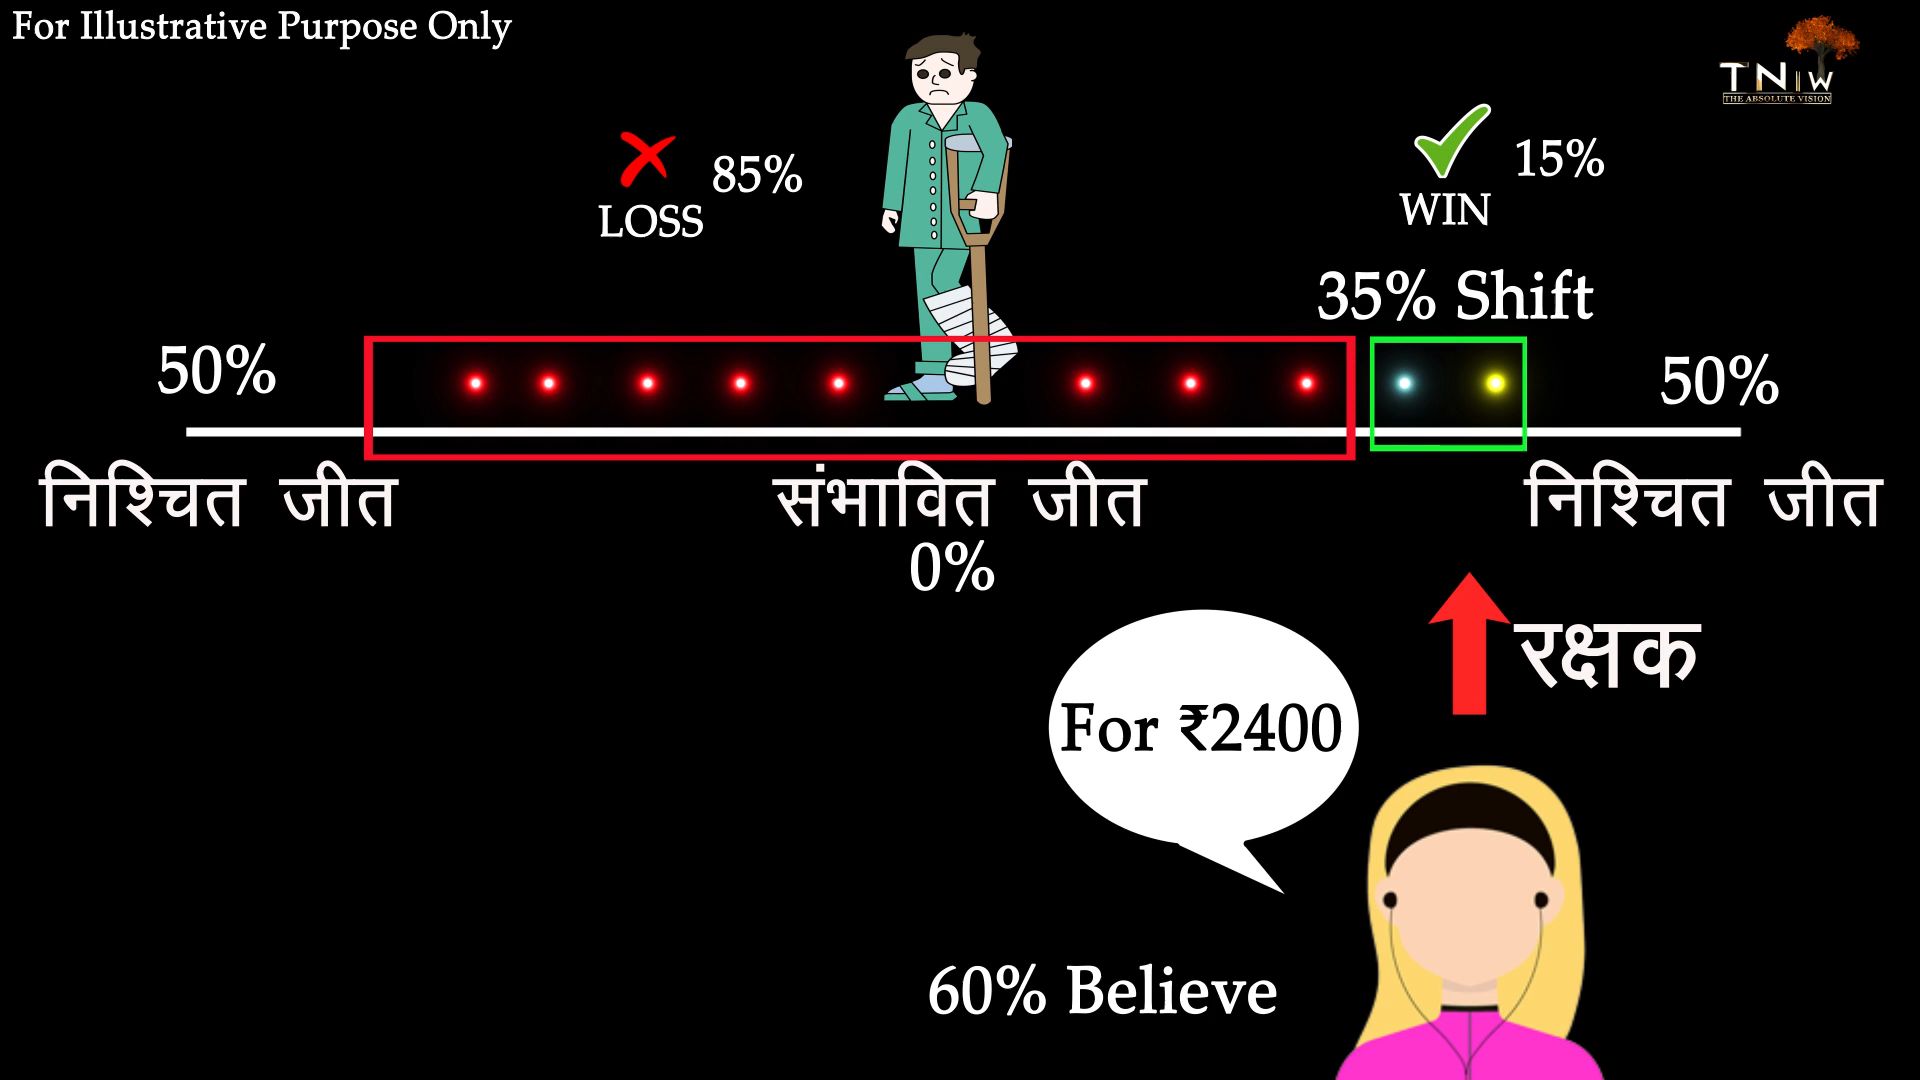 For Illustrative Purpose Only
TNIW
THE ABSOLUTE VISION
85%
LOSS
15%
WIN
35% Shift
50%
50%
निश्चित जीत
संभावित जीत
निश्चित जीत
0%
रक्षक
For ₹2400
60% Believe